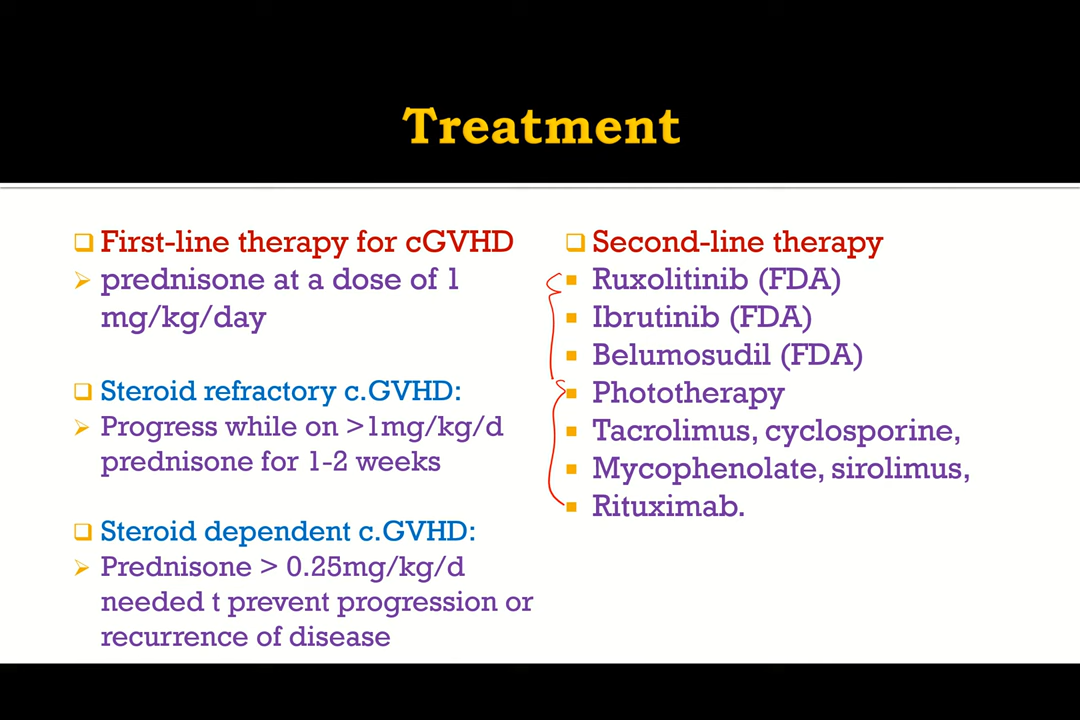 Treatment
First-line therapy for cGVHD
prednisone at a dose of 1
mg/kg/day
Steroid refractory c.GVHD:
Progress while on >1mg/kg/d
prednisone for 1-2 weeks
Steroid dependent c.GVHD:
Prednisone > 0.25mg/kg/d
needed t prevent progression or
recurrence of disease
Second-line therapy
Ruxolitinib (FDA)
Ibrutinib (FDA)
Belumosudil (FDA)
Phototherapy
Tacrolimus, cyclosporine,
Mycophenolate, sirolimus,
Rituximab.